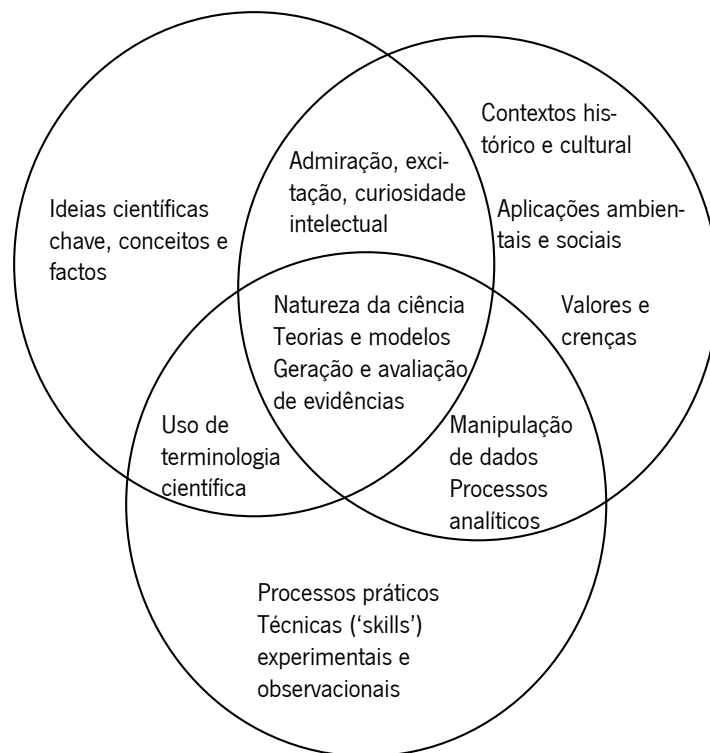 Contextos his-
tórico e cultural
Admiração, exci-
tação, curiosidade
intelectual
Ideias científicas
chave, conceitos e
factos
Aplicações ambien-
tais e sociais
Natureza da ciência
Teorias e modelos
Geração e avaliação
de evidências
Valores e
crenças
Uso de
terminologia
científica
Manipulação
de dados
Processos
analíticos
Processos práticos
Técnicas (‘skills’)
experimentais e
observacionais